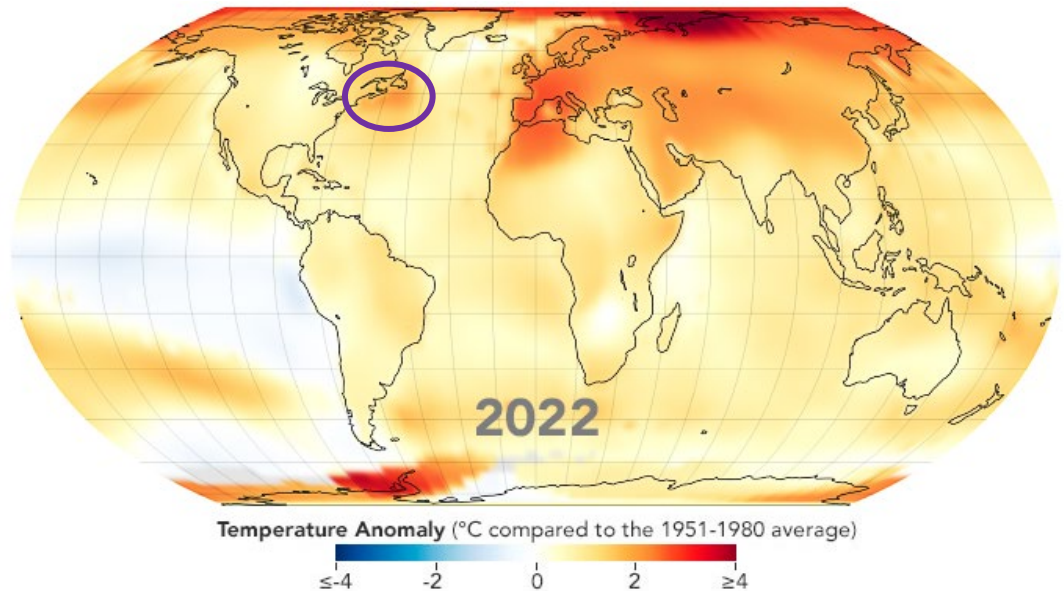 2022
Temperature Anomaly (°C compared to the 1951-1980 average)
≤-4 -2 0 2 ≥4